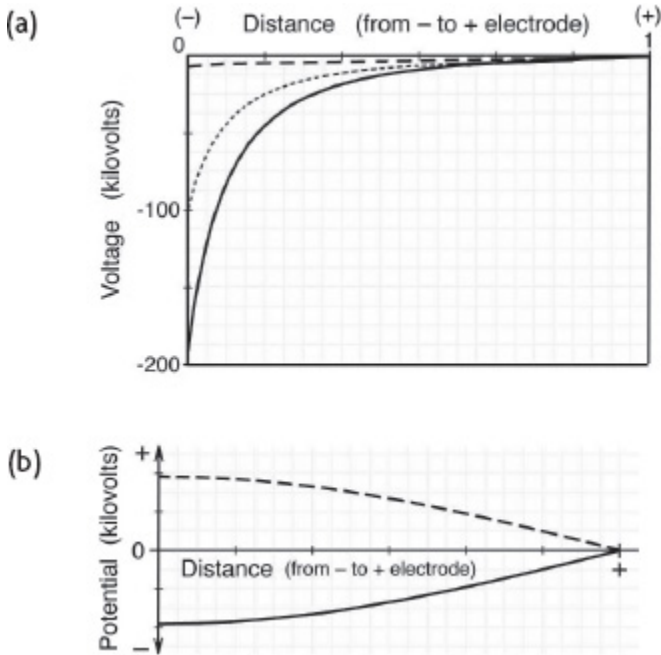 (a)
(–) Distance (from – to + electrode) (+)
0 1
Voltage (kilovolts)
-100
-200
(b)
+
Potential (kilovolts)
0
Distance (from – to + electrode)
+
–